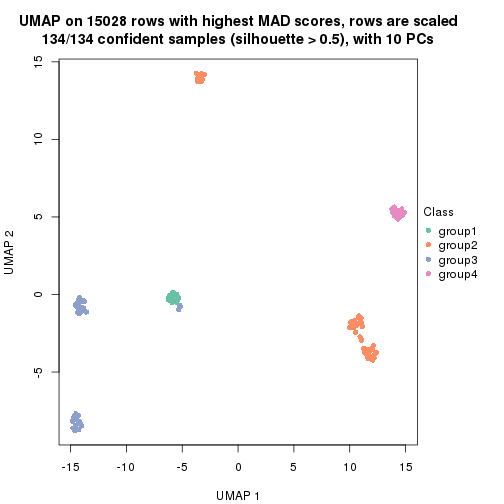 UMAP on 15028 rows with highest MAD scores, rows are scaled
134/134 confident samples (silhouette > 0.5), with 10 PCs
15
10
5
0
-5
UMAP 2
-15
-10
-5
0
5
10
15
UMAP 1
Class
group1
group2
group3
group4